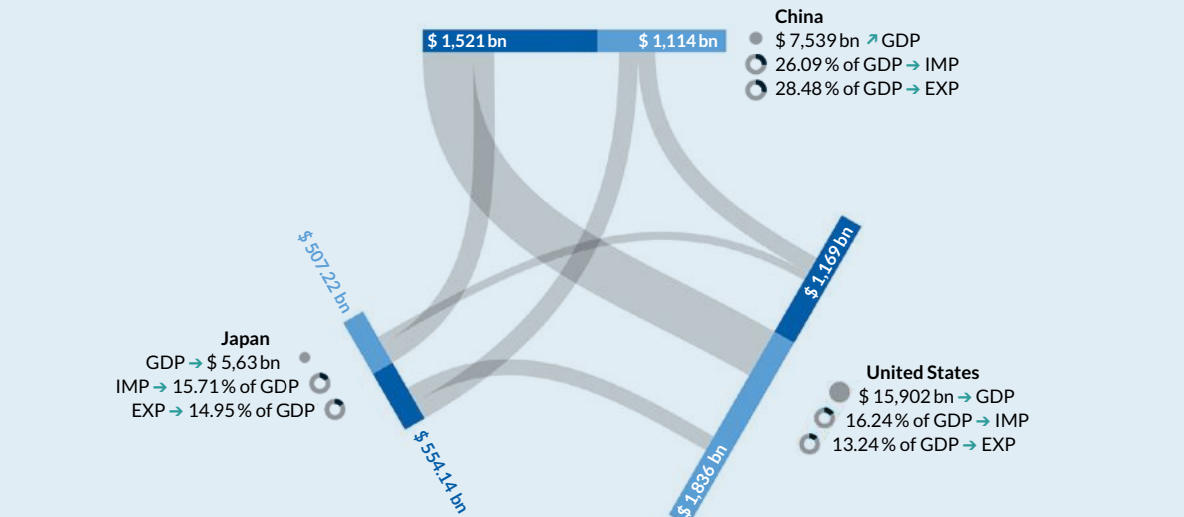 China
$ 1,521 bn
$ 1,114 bn
$ 7,539 bn ↗ GDP
26.09 % of GDP ➔ IMP
28.48 % of GDP ➔ EXP
$ 1,169 bn
$ 507.22 bn
Japan
GDP ➔ $ 5,63 bn
IMP ➔ 15.71 % of GDP
EXP ➔ 14.95 % of GDP
$ 554.14 bn
United States
$ 15,902 bn ➔ GDP
16.24 % of GDP ➔ IMP
13.24 % of GDP ➔ EXP
$ 1,836 bn